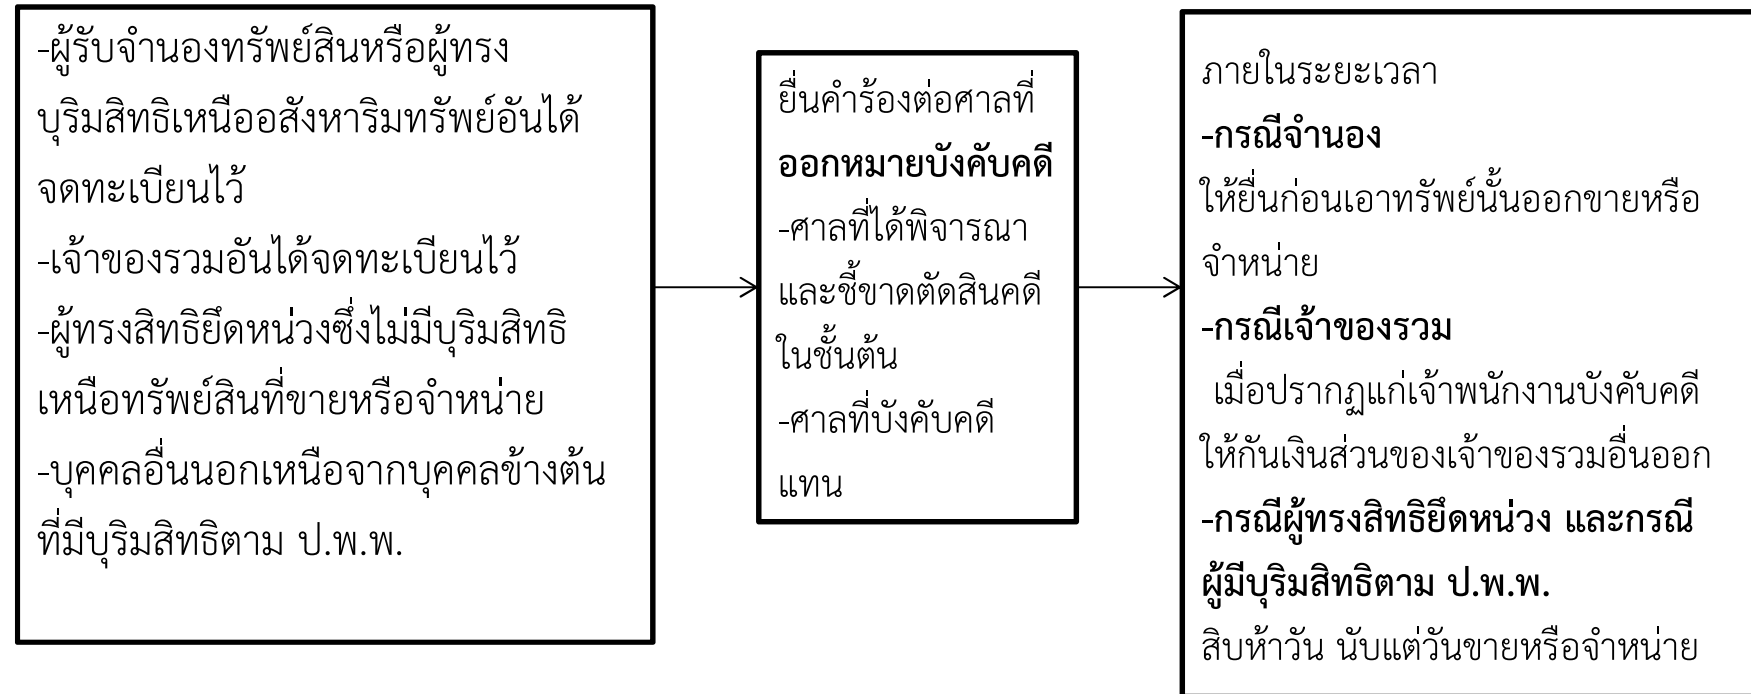 -ผู้รับจำนองทรัพย์สินหรือผู้ทรง
บุริมสิทธิเหนืออสังหาริมทรัพย์อันได้
จดทะเบียนไว้
-เจ้าของรวมอันได้จดทะเบียนไว้
-ผู้ทรงสิทธิยึดหน่วงซึ่งไม่มีบุริมสิทธิ
เหนือทรัพย์สินที่ขายหรือจำหน่าย
-บุคคลอื่นนอกเหนือจากบุคคลข้างต้น
ที่มีบุริมสิทธิตาม ป.พ.พ.
ยื่นคำร้องต่อศาลที่
ออกหมายบังคับคดี
-ศาลที่ได้พิจารณา
และชี้ขาดตัดสินคดี
ในชั้นต้น
-ศาลที่บังคับคดี
แทน
ภายในระยะเวลา
-กรณีจำนอง
ให้ยื่นก่อนเอาทรัพย์นั้นออกขายหรือ
จำหน่าย
-กรณีเจ้าของรวม
เมื่อปรากฏแก่เจ้าพนักงานบังคับคดี
ให้กันเงินส่วนของเจ้าของรวมอื่นออก
-กรณีผู้ทรงสิทธิยึดหน่วง และกรณี
ผู้มีบุริมสิทธิตาม ป.พ.พ.
สิบห้าวัน นับแต่วันขายหรือจำหน่าย